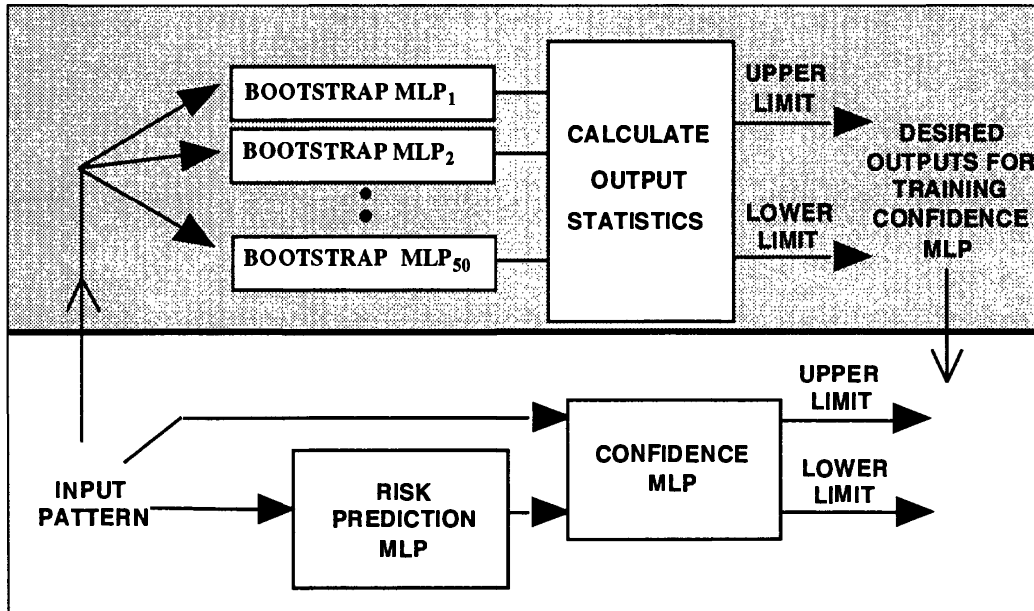 BOOTSTRAP MLP₁
BOOTSTRAP MLP₂
BOOTSTRAP MLP₅₀
CALCULATE
OUTPUT
STATISTICS
UPPER
LIMIT
LOWER
LIMIT
DESIRED
OUTPUTS FOR
TRAINING
CONFIDENCE
MLP
INPUT
PATTERN
RISK
PREDICTION
MLP
CONFIDENCE
MLP
UPPER
LIMIT
LOWER
LIMIT